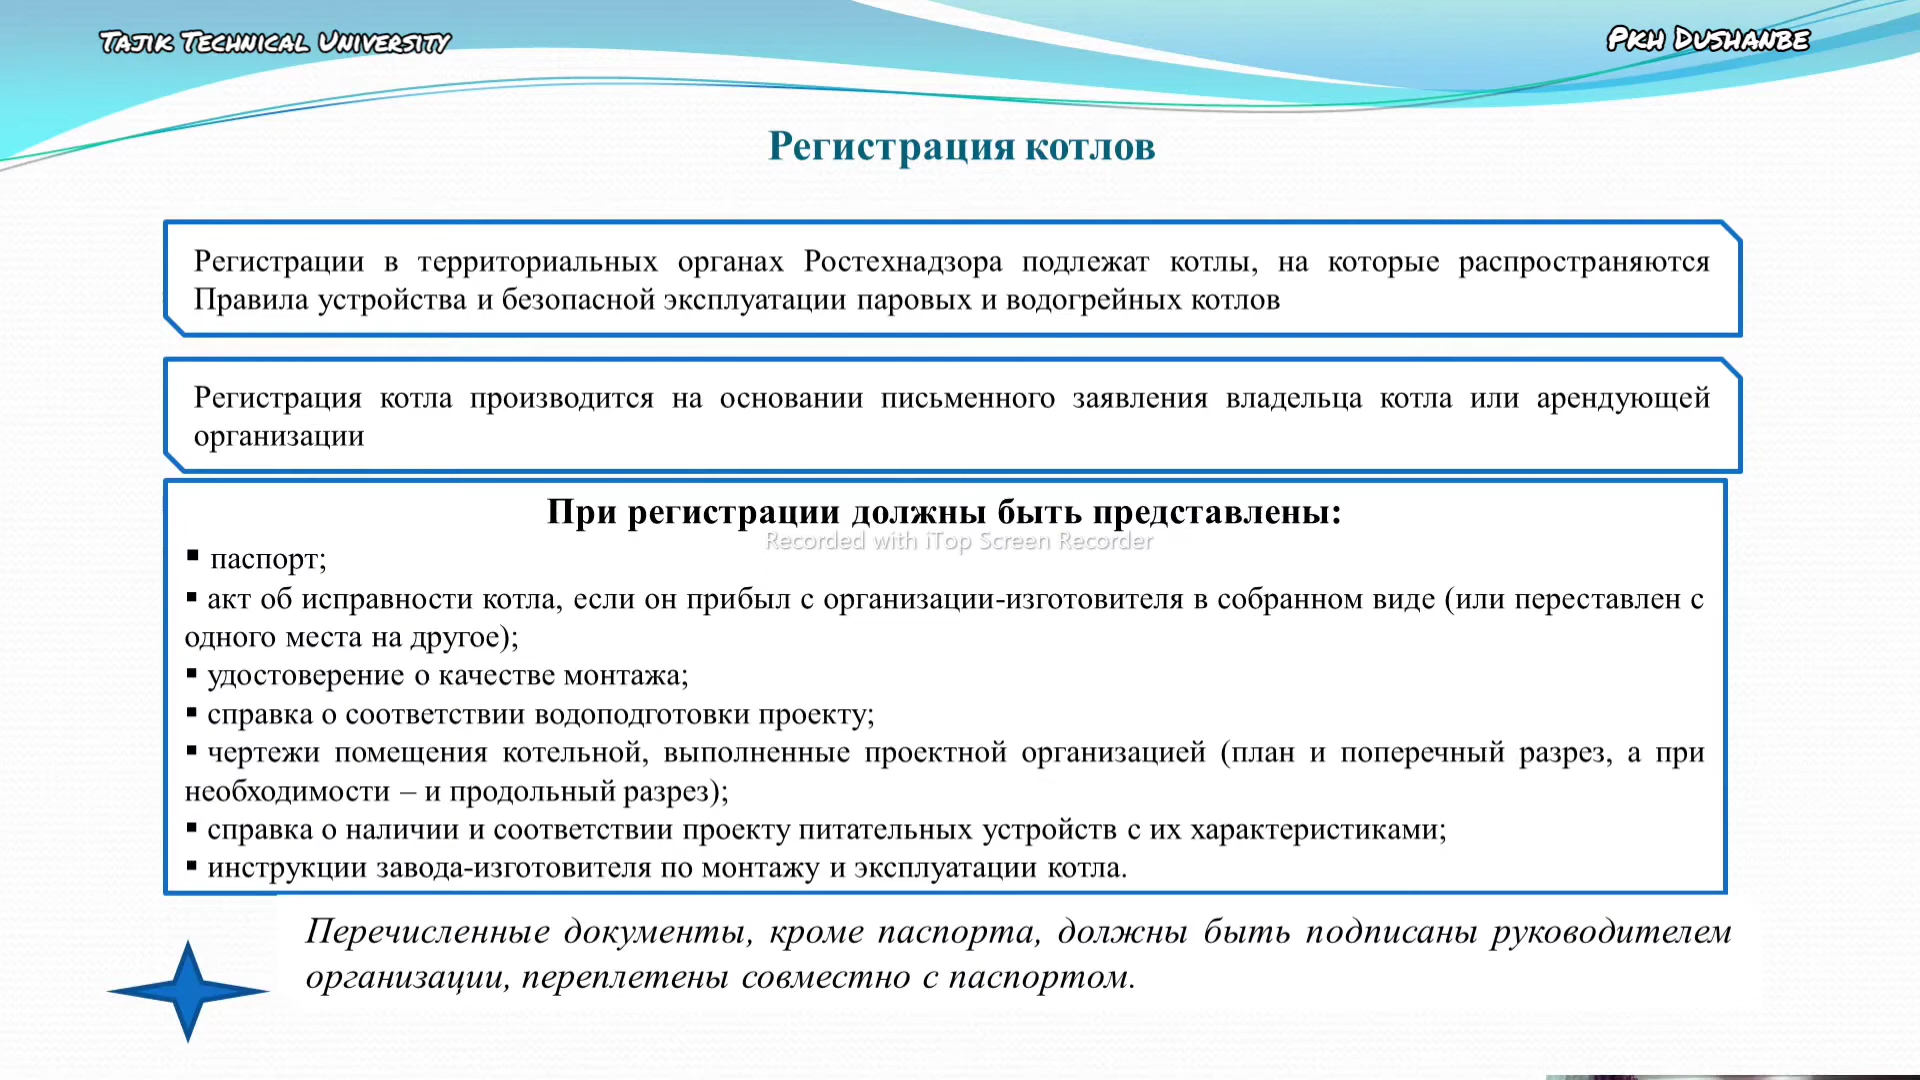 Tajik Technical University
Pkh Dushanbe
Регистрация котлов
Регистрации в территориальных органах Ростехнадзора подлежат котлы, на которые распространяются
Правила устройства и безопасной эксплуатации паровых и водогрейных котлов
Регистрация котла производится на основании письменного заявления владельца котла или арендующей
организации
При регистрации должны быть представлены:
Recorded with iTop Screen Recorder
▪ паспорт;
▪ акт об исправности котла, если он прибыл с организации-изготовителя в собранном виде (или переставлен с
одного места на другое);
▪ удостоверение о качестве монтажа;
▪ справка о соответствии водоподготовки проекту;
▪ чертежи помещения котельной, выполненные проектной организацией (план и поперечный разрез, а при
необходимости – и продольный разрез);
▪ справка о наличии и соответствии проекту питательных устройств с их характеристиками;
▪ инструкции завода-изготовителя по монтажу и эксплуатации котла.
Перечисленные документы, кроме паспорта, должны быть подписаны руководителем
организации, переплетены совместно с паспортом.